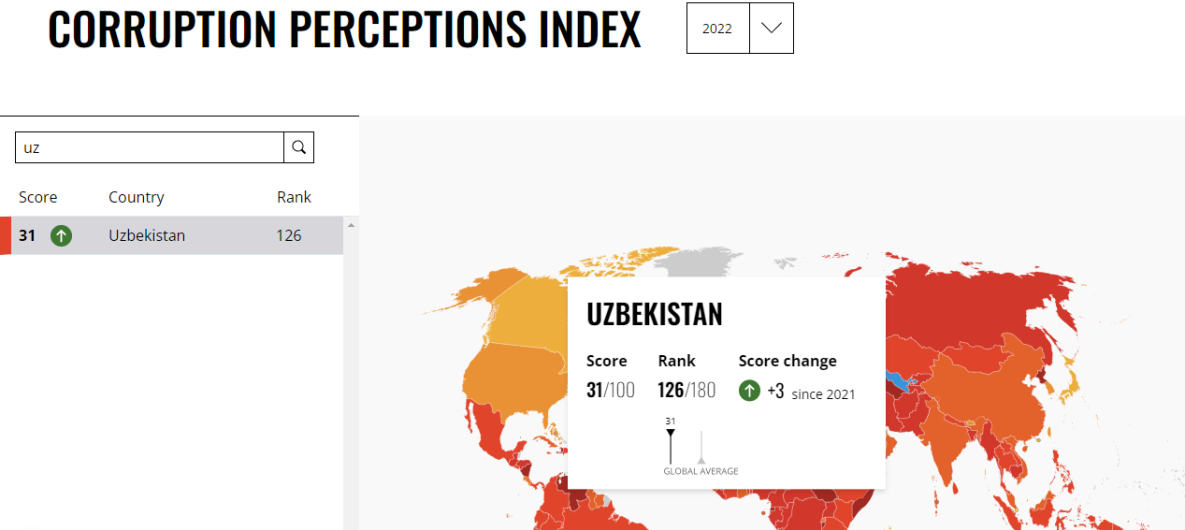 CORRUPTION PERCEPTIONS INDEX
2022
uz
Score Country Rank
31 Uzbekistan 126
UZBEKISTAN
Score Rank Score change
31/100 126/180 +3 since 2021
31
GLOBAL AVERAGE